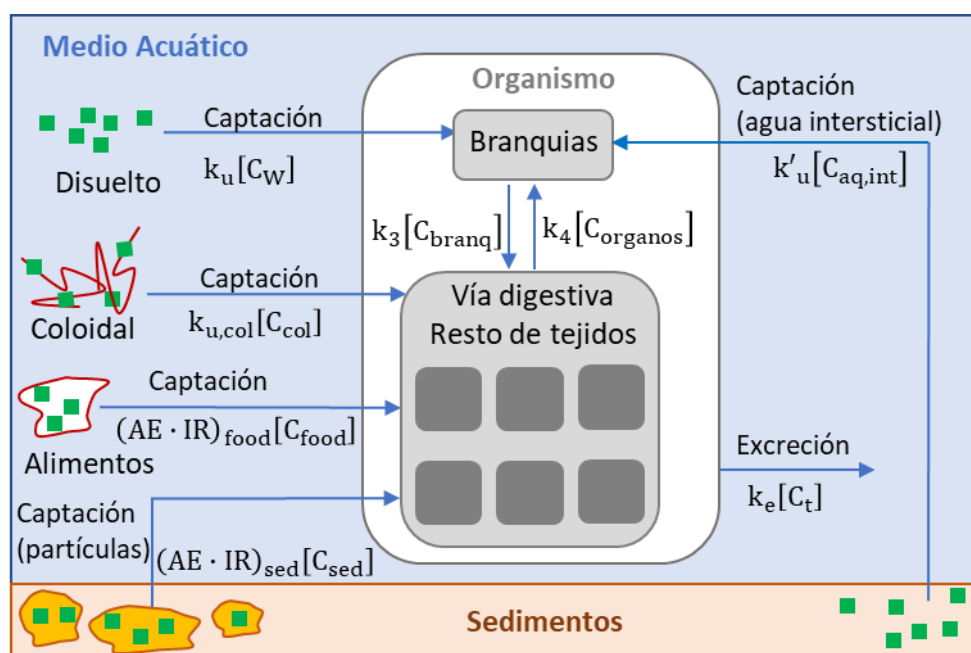 Medio Acuático
Organismo
Captación
Disuelto
k_u[C_W]
Branquias
Captación
(agua intersticial)
k′_u[C_aq,int]
k_3[C_branq]
k_4[C_organos]
Captación
Coloidal
k_u,col[C_col]
Vía digestiva
Resto de tejidos
Captación
(AE · IR)_food[C_food]
Alimentos
Excreción
k_e[C_t]
Captación
(partículas)
(AE · IR)_sed[C_sed]
Sedimentos